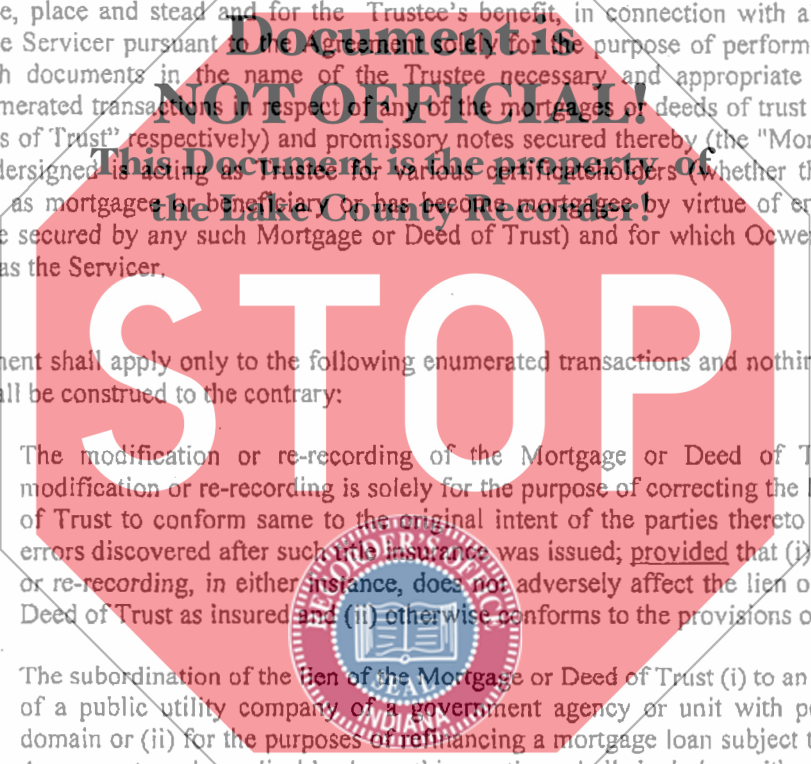 e, place and stead and for the Trustee's benefit, in connection with a
Document is
e Servicer pursuant to the Agreement solely for the purpose of perform
h documents in the name of the Trustee necessary and appropriate
NOT OFFICIAL!
nerated transactions in respect of any of the mortgages or deeds of trust
s of Trust" respectively) and promissory notes secured thereby (the "Mor
This Document is the property of
dersigned is acting as Trustee for various certificateholders (whether th
the Lake County Recorder!
as mortgagee or beneficiary or has become mortgagee by virtue of e
e secured by any such Mortgage or Deed of Trust) and for which Ocwe
as the Servicer.
STOP
ment shall apply only to the following enumerated transactions and nothin
all be construed to the contrary:
The modification or re-recording of the Mortgage or Deed of T
modification or re-recording is solely for the purpose of correcting the
of Trust to conform same to the original intent of the parties thereto
errors discovered after such title insurance was issued; provided that (i)
or re-recording, in either instance, does not adversely affect the lien o
Deed of Trust as insured and (ii) otherwise conforms to the provisions o
RECORDER'S OFFICE
SEAL
INDIANA
The subordination of the lien of the Mortgage or Deed of Trust (i) to an
of a public utility company of a government agency or unit with p
domain or (ii) for the purposes of refinancing a mortgage loan subject t